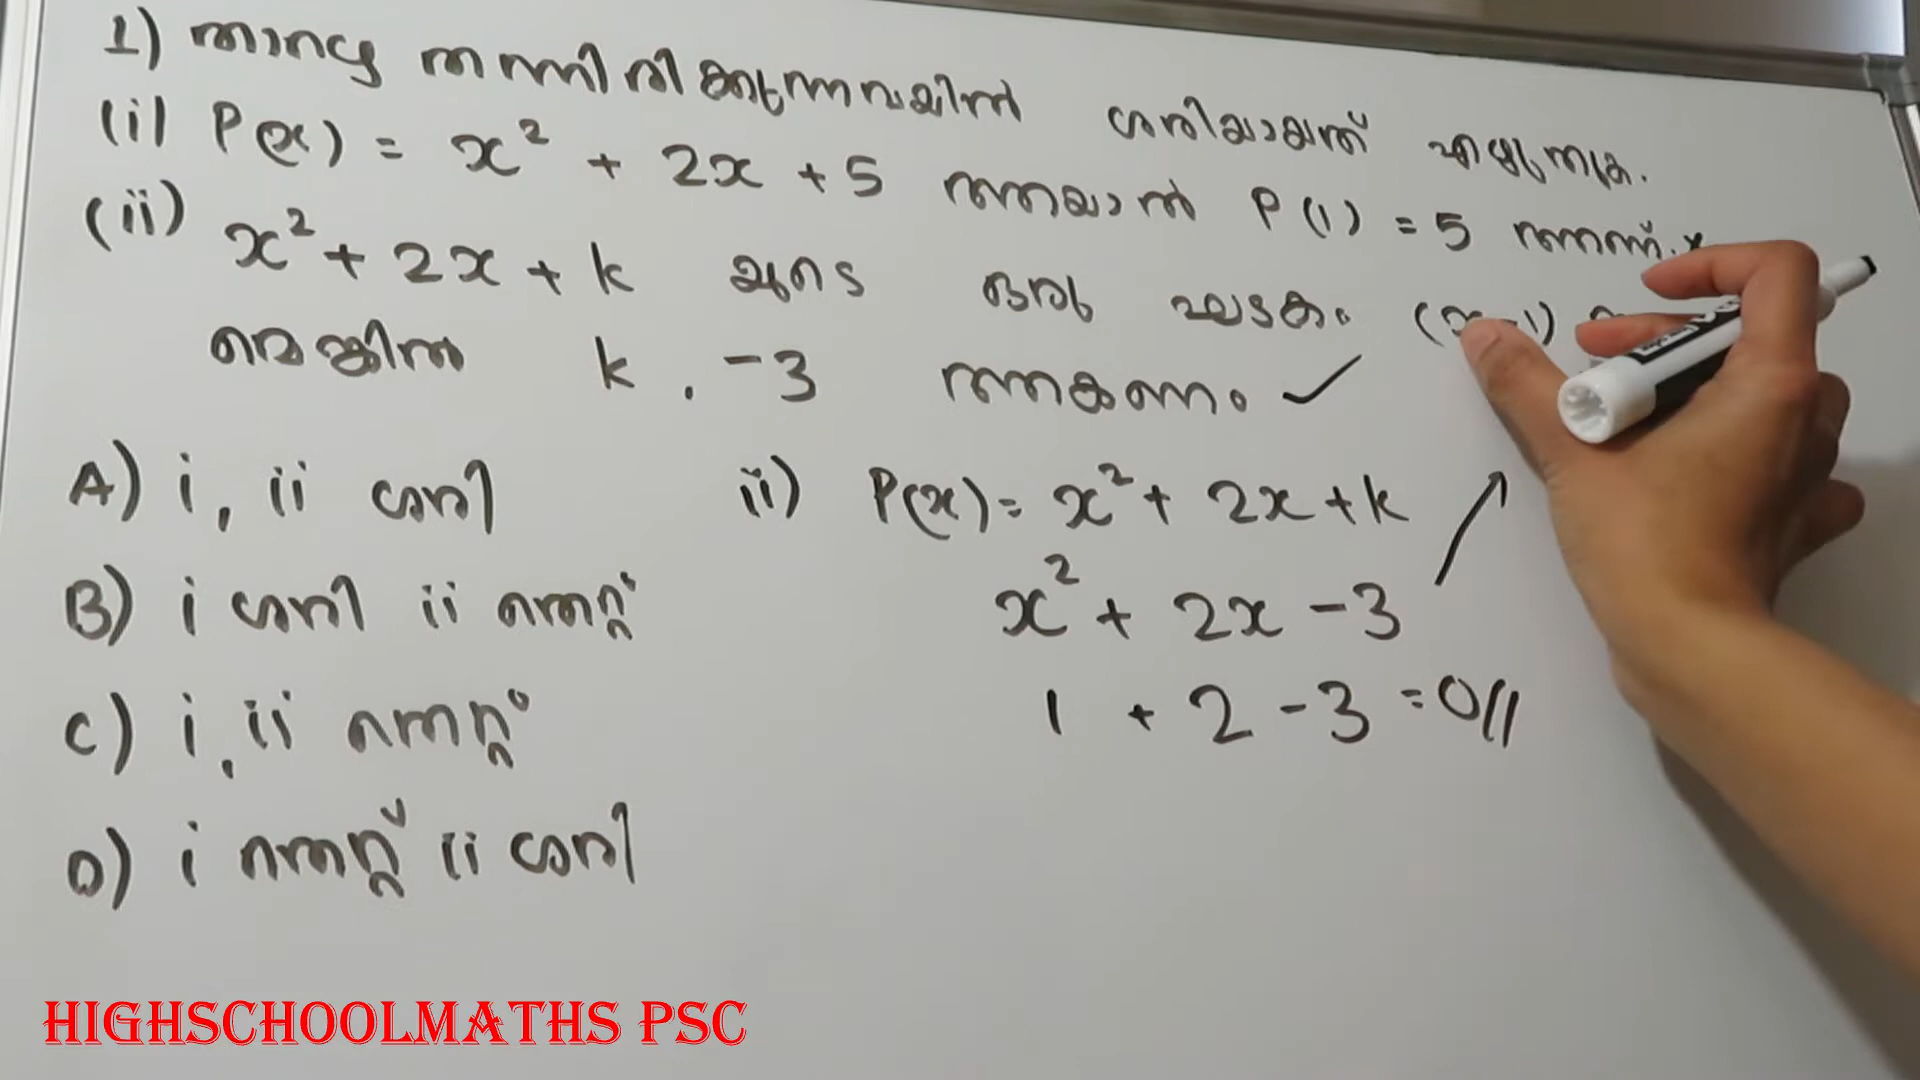 1) താഴെ തന്നിരിക്കുന്നവയിൽ ശരിയായത് എഴുതുക.
(i) P(x) = x² + 2x + 5 ആയാൽ P(1) = 5 ആണ്. x
(ii) x² + 2x + k യുടെ ഒരു ഘടകം (x-1)
മെങ്കിൽ k , -3 ആകണം ✓
A) i, ii ശരി
B) i ശരി ii തെറ്റ്
C) i, ii തെറ്റ്
D) i തെറ്റ് ii ശരി
ii) P(x) = x² + 2x + k
x² + 2x - 3
1 + 2 - 3 = 0//
HIGHSCHOOLMATHS PSC